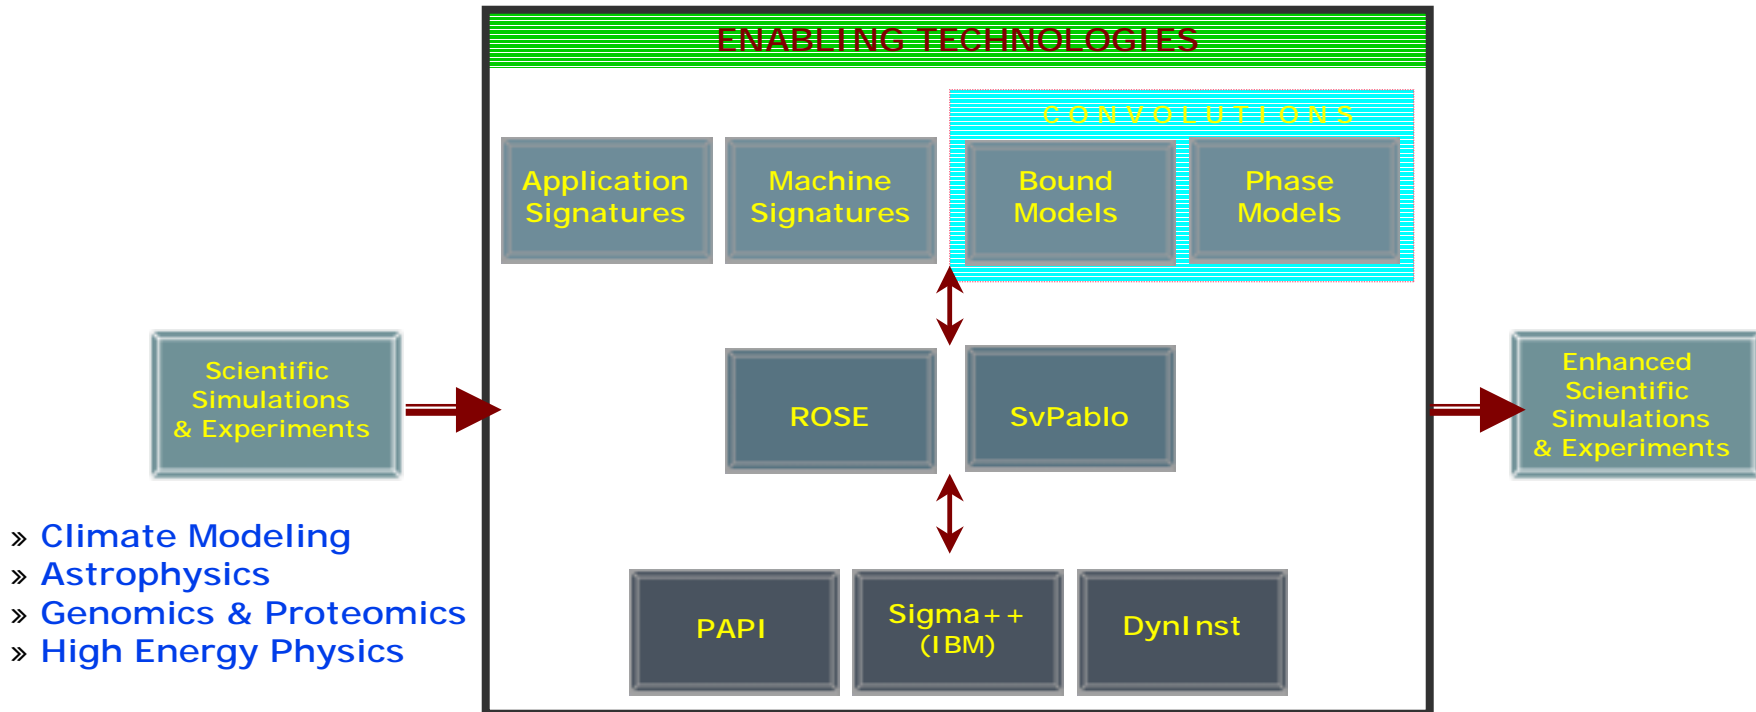 ENABLING TECHNOLOGIES
CONVOLUTIONS
Application
Signatures
Machine
Signatures
Bound
Models
Phase
Models
Scientific
Simulations
& Experiments
ROSE
SvPablo
Enhanced
Scientific
Simulations
& Experiments
» Climate Modeling
» Astrophysics
» Genomics & Proteomics
» High Energy Physics
PAPI
Sigma++
(IBM)
DynInst